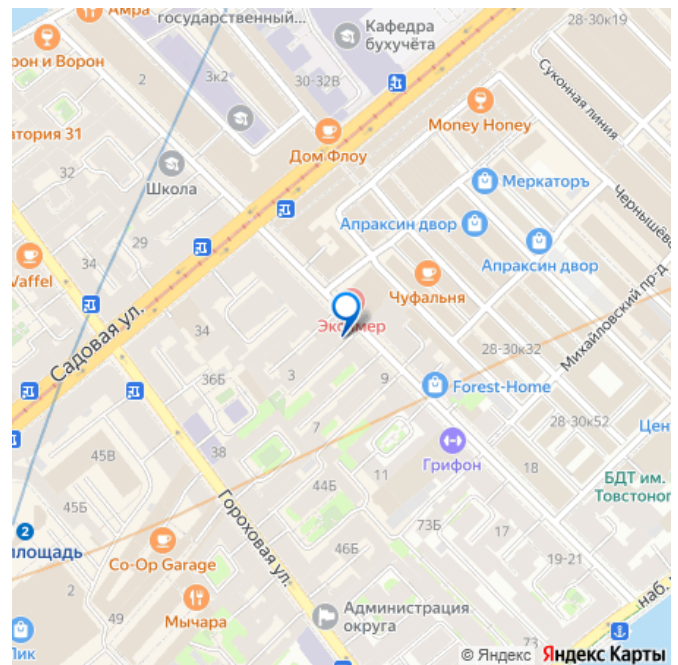 Амра
государственный...
Кафедра
бухучёта
28-30к19
рон и Ворон
2
3к2
30-32В
Суконная линия
Money Honey
атория 31
Дом Флоу
32
Школа
Меркаторъ
Чернышёво
Апраксин двор
29
Апраксин двор
34
Vaffel
Чуфальня
Михайловский пр-д
Садовая ул.
34
28-30к32
36Б
3
9
Forest-Home
7
28-30к52
Цен
38
Грифон
45В
11
18
44Б
БДТ им.
Товстоног
45Б
Гороховая ул.
73Б
17
2
площадь
46Б
19-21
Co-Op Garage
2
наб.
49
Мычара
Администрация
округа
73
Пик
© Яндекс Яндекс Карты